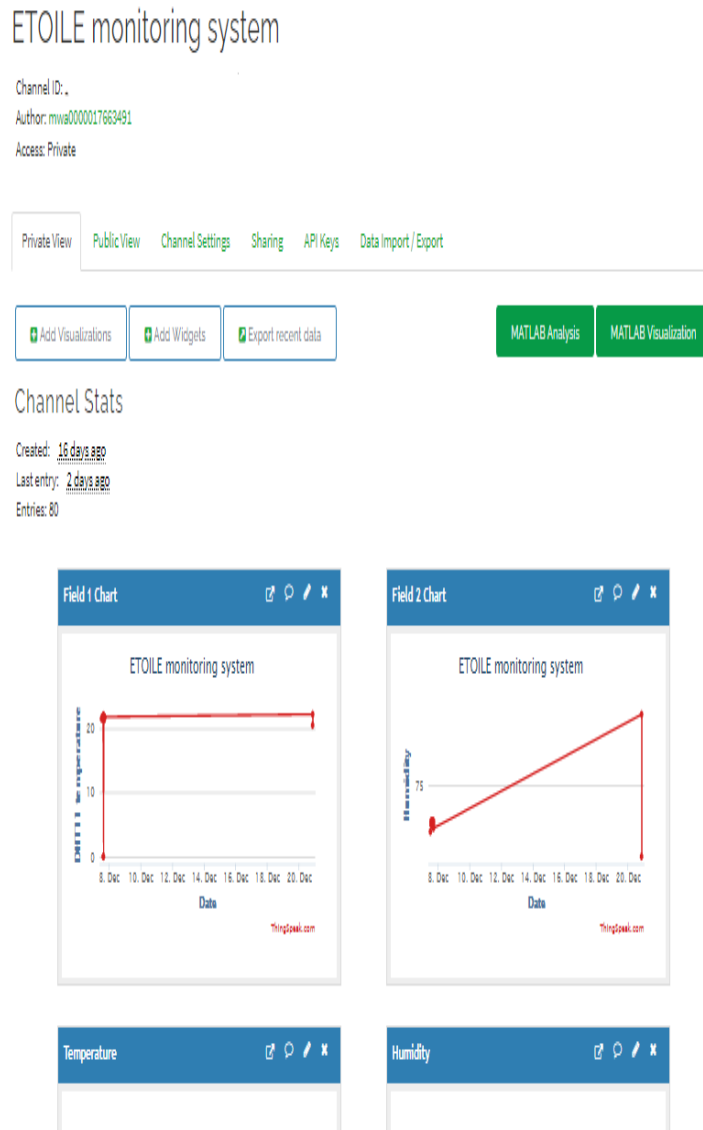 ETOILE monitoring system
Channel ID: .
Author: mwa0000017663491
Access: Private
Private View Public View Channel Settings Sharing API Keys Data Import / Export
Add Visualizations Add Widgets Export recent data MATLAB Analysis MATLAB Visualization
Channel Stats
Created: 16 days ago
Last entry: 2 days ago
Entries: 80
Field 1 Chart
ETOILE monitoring system
DHT11 temperature
20
10
0
8. Dec 10. Dec 12. Dec 14. Dec 16. Dec 18. Dec 20. Dec
Date
ThingSpeak.com
Field 2 Chart
ETOILE monitoring system
Humidity
75
8. Dec 10. Dec 12. Dec 14. Dec 16. Dec 18. Dec 20. Dec
Date
ThingSpeak.com
Temperature
Humidity